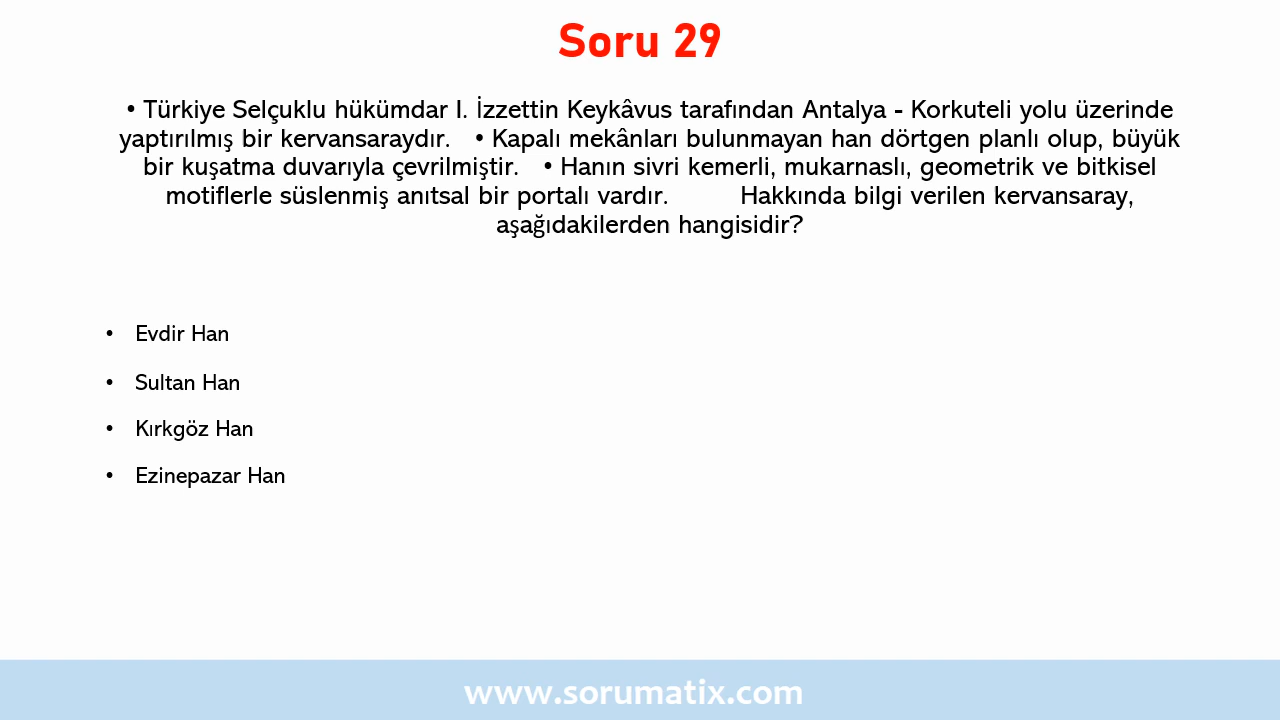 Soru 29
• Türkiye Selçuklu hükümdar I. İzzettin Keykâvus tarafından Antalya - Korkuteli yolu üzerinde
yaptırılmış bir kervansaraydır. • Kapalı mekânları bulunmayan han dörtgen planlı olup, büyük
bir kuşatma duvarıyla çevrilmiştir. • Hanın sivri kemerli, mukarnaslı, geometrik ve bitkisel
motiflerle süslenmiş anıtsal bir portalı vardır. Hakkında bilgi verilen kervansaray,
aşağıdakilerden hangisidir?
• Evdir Han
• Sultan Han
• Kırkgöz Han
• Ezinepazar Han
www.sorumatix.com